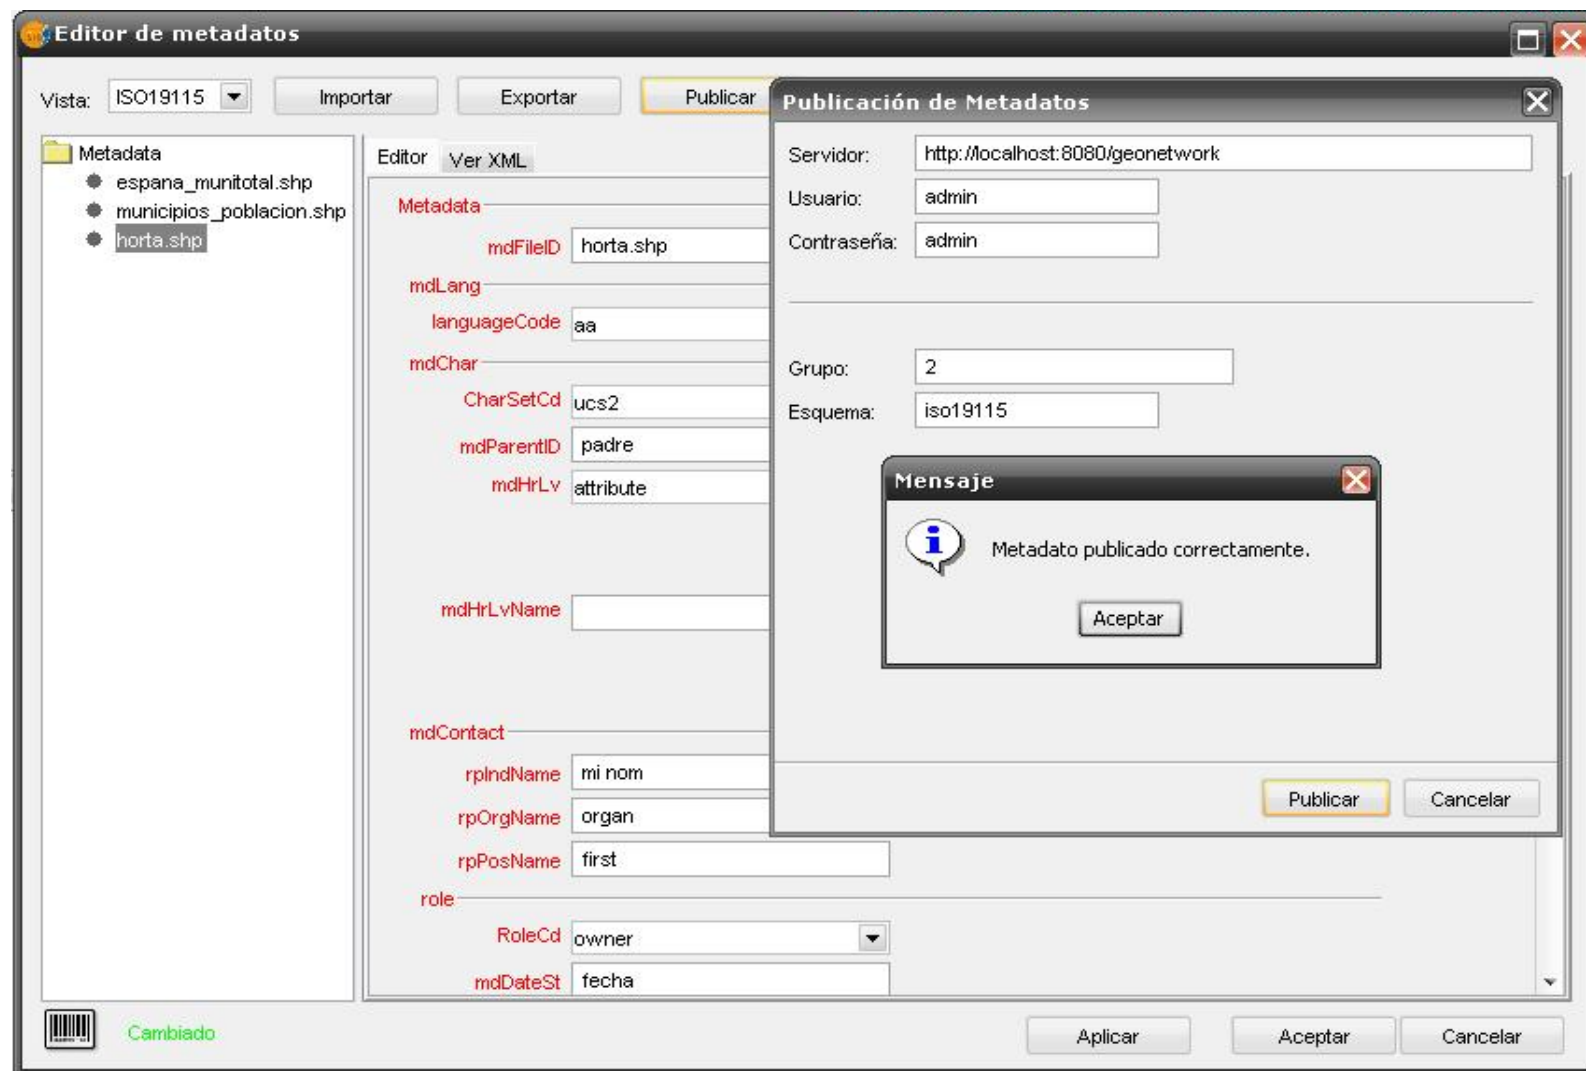 Editor de metadatos
Vista: ISO19115 Importar Exportar Publicar
Metadata
espana_munitotal.shp
municipios_poblacion.shp
horta.shp
Editor Ver XML
Metadata
mdFileID horta.shp
mdLang
languageCode aa
mdChar
CharSetCd ucs2
mdParentID padre
mdHrLv attribute
mdHrLvName
mdContact
rpIndName mi nom
rpOrgName organ
rpPosName first
role
RoleCd owner
mdDateSt fecha
Publicación de Metadatos
Servidor: http://localhost:8080/geonetwork
Usuario: admin
Contraseña: admin
Grupo: 2
Esquema: iso19115
Mensaje
Metadato publicado correctamente.
Aceptar
Publicar Cancelar
Cambiado
Aplicar Aceptar Cancelar